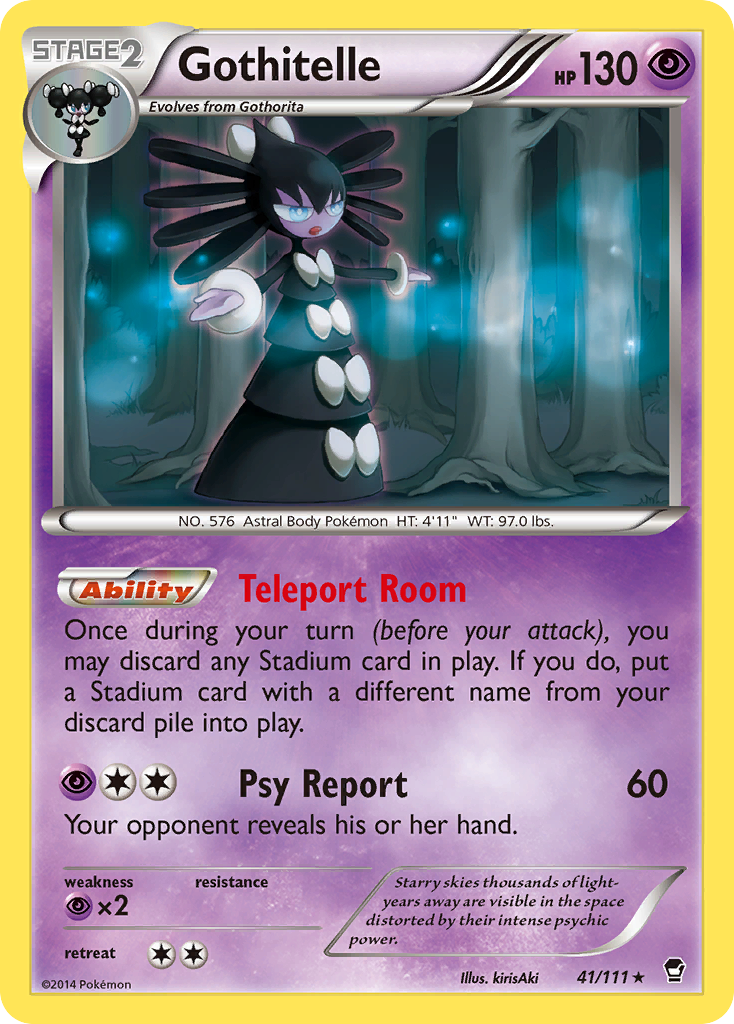 STAGE2
Gothitelle
HP130
Evolves from Gothorita
NO. 576 Astral Body Pokémon HT: 4'11" WT: 97.0 lbs.
Ability Teleport Room
Once during your turn (before your attack), you
may discard any Stadium card in play. If you do, put
a Stadium card with a different name from your
discard pile into play.
Psy Report 60
Your opponent reveals his or her hand.
weakness resistance
×2
retreat
Starry skies thousands of light-
years away are visible in the space
distorted by their intense psychic
power.
©2014 Pokémon
Illus. kirisAki
41/111 ★